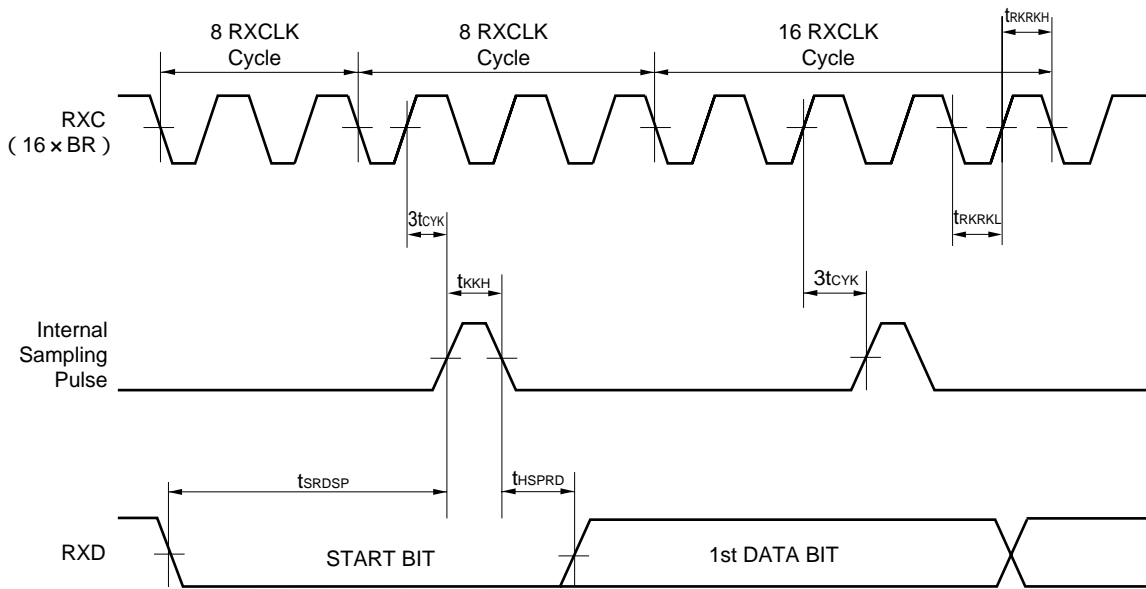 8 RXCLK
Cycle
8 RXCLK
Cycle
16 RXCLK
Cycle
tRKRKH
RXC
( 16 × BR )
3tCYK
tRKRKL
tKKH
3tCYK
Internal
Sampling
Pulse
tSRDSP
tHSPRD
RXD
START BIT
1st DATA BIT